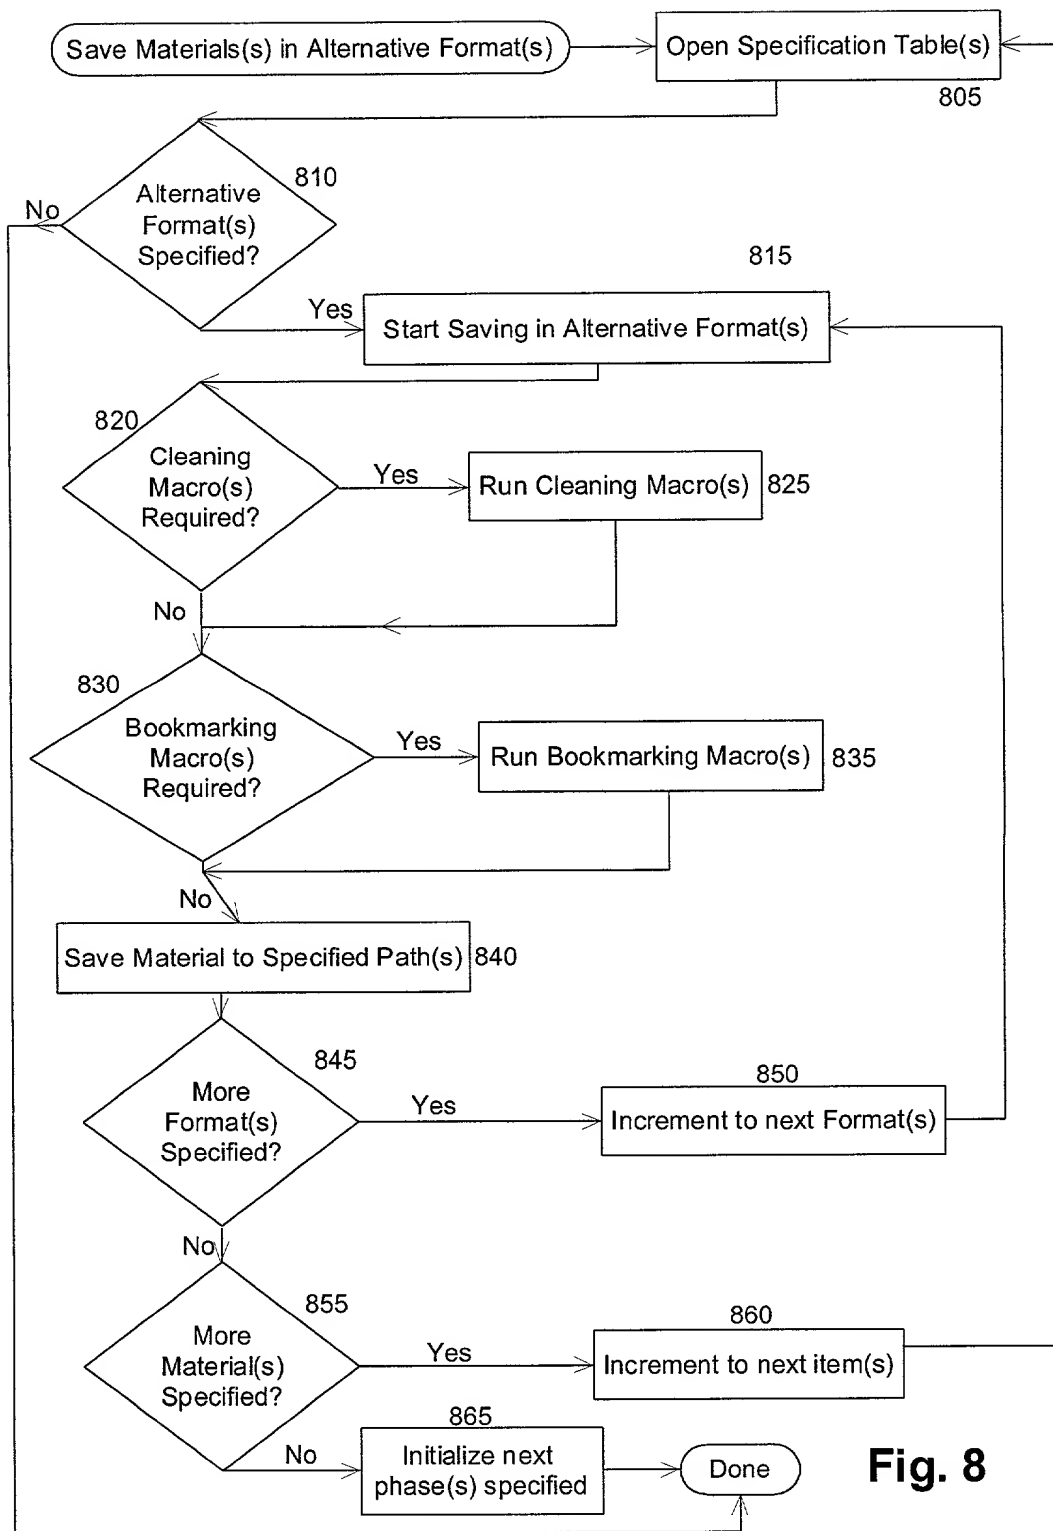 Save Materials(s) in Alternative Format(s)
Open Specification Table(s)
805
810
Alternative
Format(s)
Specified?
No
815
Yes
Start Saving in Alternative Format(s)
820
Cleaning
Macro(s)
Required?
Yes
Run Cleaning Macro(s)
825
No
830
Bookmarking
Macro(s)
Required?
Yes
Run Bookmarking Macro(s)
835
No
Save Material to Specified Path(s)
840
845
More
Format(s)
Specified?
Yes
850
Increment to next Format(s)
No
855
More
Material(s)
Specified?
Yes
860
Increment to next item(s)
865
No
Initialize next
phase(s) specified
Done
Fig. 8